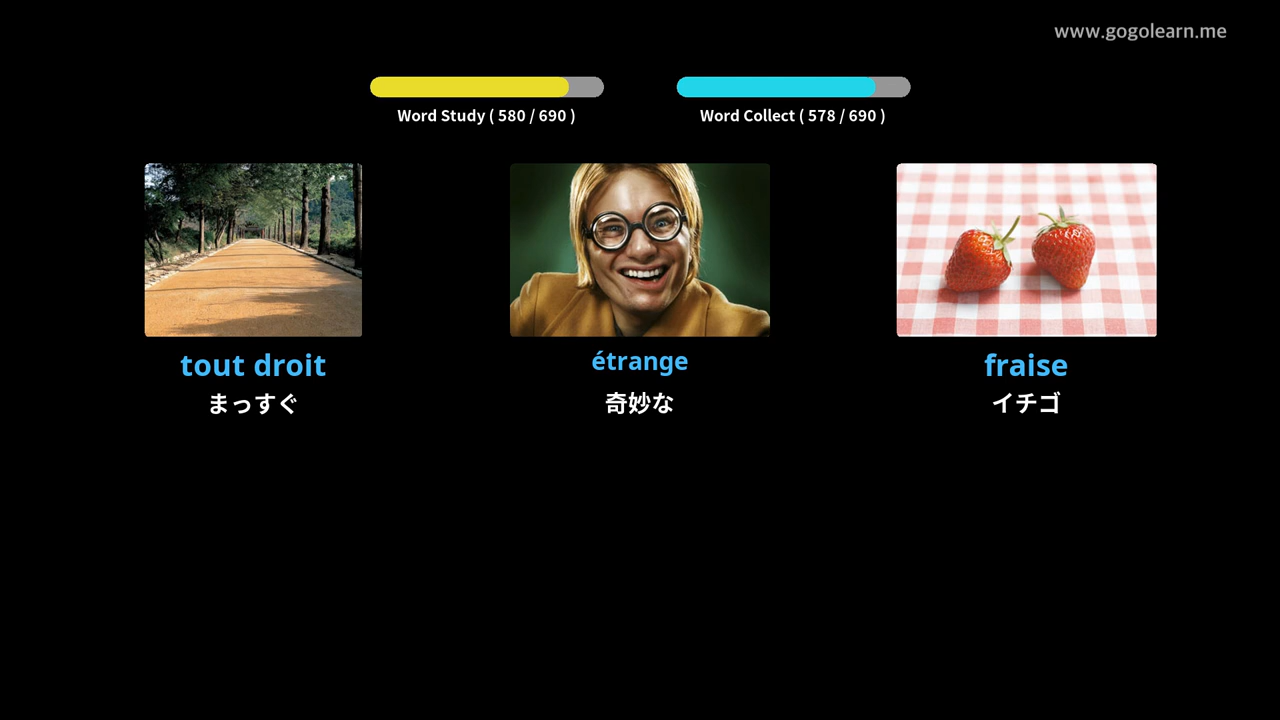 www.gogolearn.me
Word Study ( 580 / 690 )
Word Collect ( 578 / 690 )
tout droit
まっすぐ
étrange
奇妙な
fraise
イチゴ